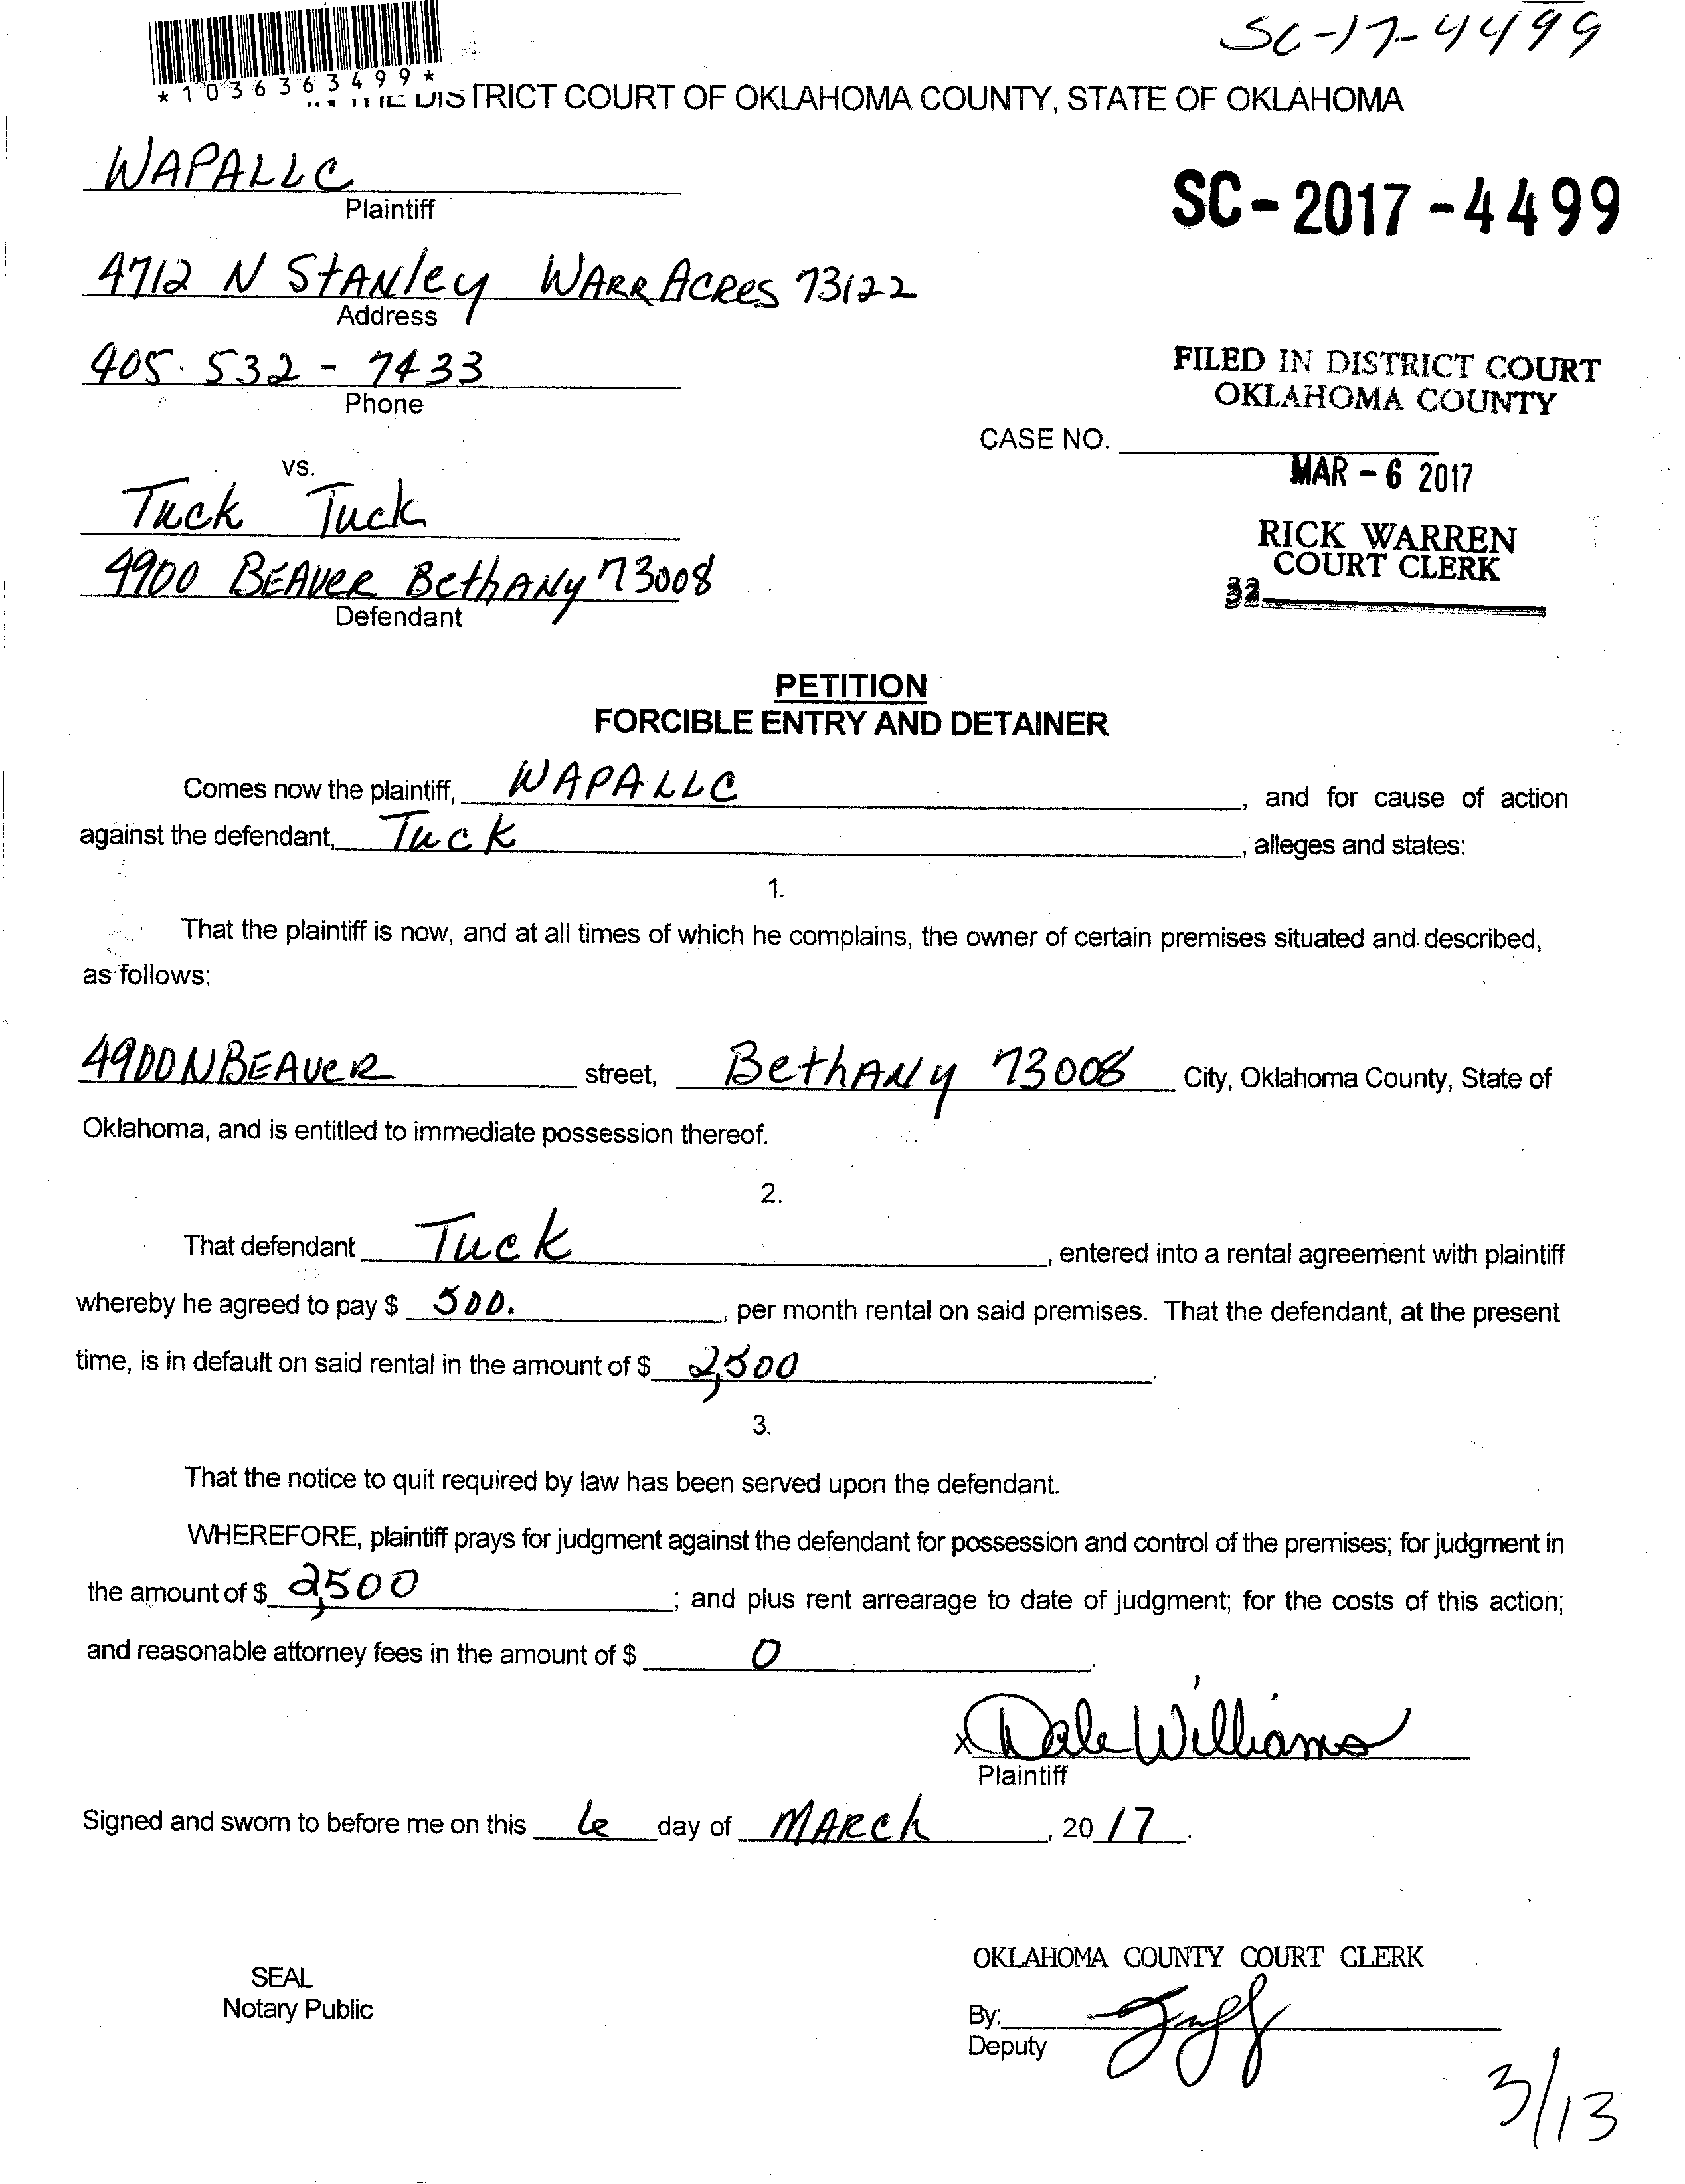 SC-17-4499
*1036363499*
DISTRICT COURT OF OKLAHOMA COUNTY, STATE OF OKLAHOMA
WAPALLC
Plaintiff
SC-2017-4499
4712 N StANley WARR ACRes 73122
Address
405. 532 - 7433
Phone
FILED IN DISTRICT COURT
OKLAHOMA COUNTY
CASE NO.
MAR - 6 2017
vs.
Tuck Tuck
RICK WARREN
COURT CLERK
32
4900 BEAVER BethANy 73008
Defendant
PETITION
FORCIBLE ENTRY AND DETAINER
Comes now the plaintiff, WAPALLC, and for cause of action
against the defendant, Tuck, alleges and states:
1.
That the plaintiff is now, and at all times of which he complains, the owner of certain premises situated and described,
as follows:
4900 N BEAVER street, BethANy 73008 City, Oklahoma County, State of
Oklahoma, and is entitled to immediate possession thereof.
2.
That defendant Tuck, entered into a rental agreement with plaintiff
whereby he agreed to pay $ 500., per month rental on said premises. That the defendant, at the present
time, is in default on said rental in the amount of $ 2,500.
3.
That the notice to quit required by law has been served upon the defendant.
WHEREFORE, plaintiff prays for judgment against the defendant for possession and control of the premises; for judgment in
the amount of $ 2,500; and plus rent arrearage to date of judgment; for the costs of this action;
and reasonable attorney fees in the amount of $ 0.
x Dale Williams
Plaintiff
Signed and sworn to before me on this 6 day of MARCh, 20 17.
OKLAHOMA COUNTY COURT CLERK
SEAL
Notary Public
By:
Deputy
3/13